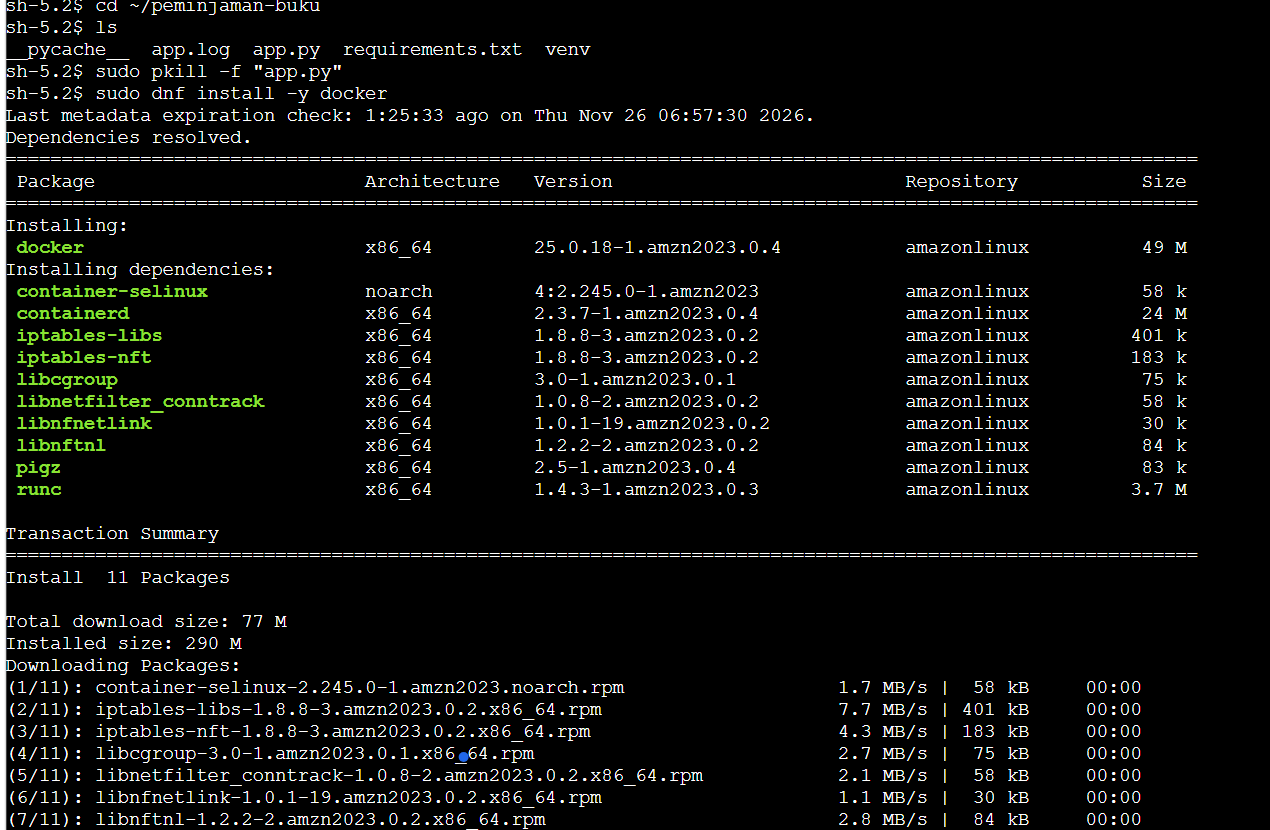 sh-5.2$ cd ~/peminjaman-buku
sh-5.2$ ls
__pycache__  app.log  app.py  requirements.txt  venv
sh-5.2$ sudo pkill -f "app.py"
sh-5.2$ sudo dnf install -y docker
Last metadata expiration check: 1:25:33 ago on Thu Nov 26 06:57:30 2026.
Dependencies resolved.
Package Architecture Version Repository Size
Installing:
docker x86_64 25.0.18-1.amzn2023.0.4 amazonlinux 49 M
Installing dependencies:
container-selinux noarch 4:2.245.0-1.amzn2023 amazonlinux 58 k
containerd x86_64 2.3.7-1.amzn2023.0.4 amazonlinux 24 M
iptables-libs x86_64 1.8.8-3.amzn2023.0.2 amazonlinux 401 k
iptables-nft x86_64 1.8.8-3.amzn2023.0.2 amazonlinux 183 k
libcgroup x86_64 3.0-1.amzn2023.0.1 amazonlinux 75 k
libnetfilter_conntrack x86_64 1.0.8-2.amzn2023.0.2 amazonlinux 58 k
libnfnetlink x86_64 1.0.1-19.amzn2023.0.2 amazonlinux 30 k
libnftnl x86_64 1.2.2-2.amzn2023.0.2 amazonlinux 84 k
pigz x86_64 2.5-1.amzn2023.0.4 amazonlinux 83 k
runc x86_64 1.4.3-1.amzn2023.0.3 amazonlinux 3.7 M
Transaction Summary
Install  11 Packages
Total download size: 77 M
Installed size: 290 M
Downloading Packages:
(1/11): container-selinux-2.245.0-1.amzn2023.noarch.rpm 1.7 MB/s | 58 kB 00:00
(2/11): iptables-libs-1.8.8-3.amzn2023.0.2.x86_64.rpm 7.7 MB/s | 401 kB 00:00
(3/11): iptables-nft-1.8.8-3.amzn2023.0.2.x86_64.rpm 4.3 MB/s | 183 kB 00:00
(4/11): libcgroup-3.0-1.amzn2023.0.1.x86_64.rpm 2.7 MB/s | 75 kB 00:00
(5/11): libnetfilter_conntrack-1.0.8-2.amzn2023.0.2.x86_64.rpm 2.1 MB/s | 58 kB 00:00
(6/11): libnfnetlink-1.0.1-19.amzn2023.0.2.x86_64.rpm 1.1 MB/s | 30 kB 00:00
(7/11): libnftnl-1.2.2-2.amzn2023.0.2.x86_64.rpm 2.8 MB/s | 84 kB 00:00